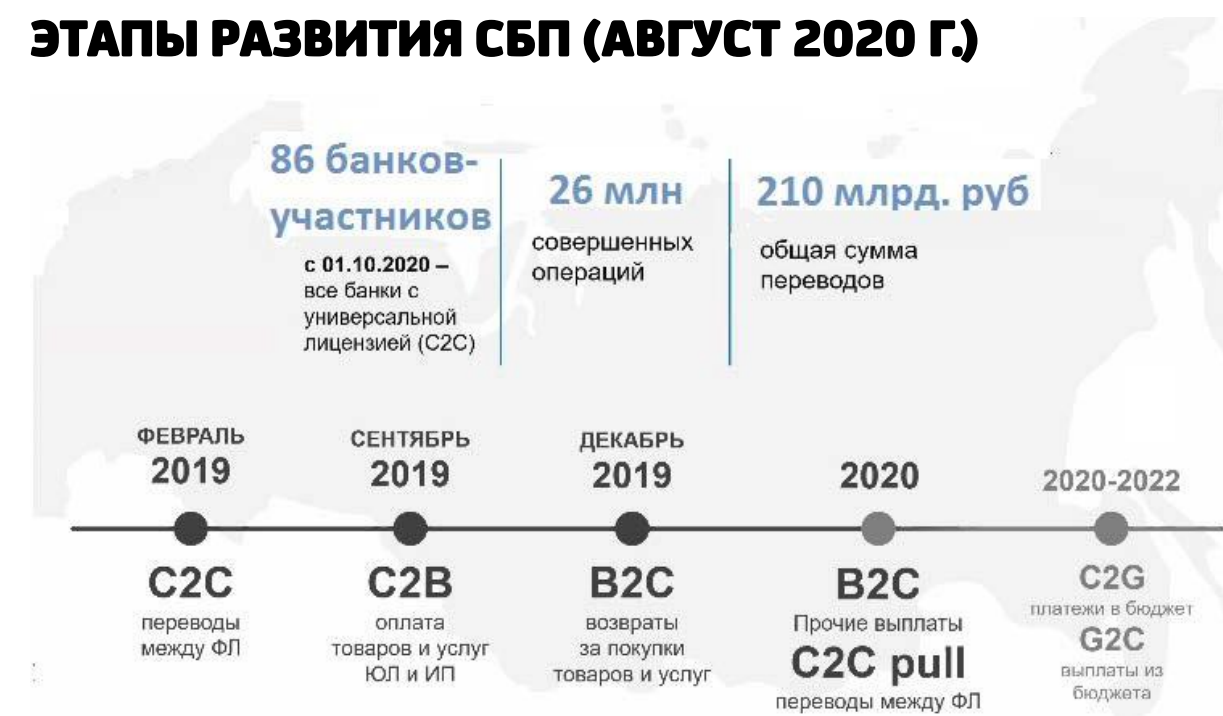 ЭТАПЫ РАЗВИТИЯ СБП (АВГУСТ 2020 Г.)
86 банков-
участников
с 01.10.2020 –
все банки с
универсальной
лицензией (С2С)
26 млн
совершенных
операций
210 млрд. руб
общая сумма
переводов
ФЕВРАЛЬ
2019
C2C
переводы
между ФЛ
СЕНТЯБРЬ
2019
C2B
оплата
товаров и услуг
ЮЛ и ИП
ДЕКАБРЬ
2019
B2C
возвраты
за покупки
товаров и услуг
2020
B2C
Прочие выплаты
C2C pull
переводы между ФЛ
2020-2022
C2G
платежи в бюджет
G2C
выплаты из
бюджета